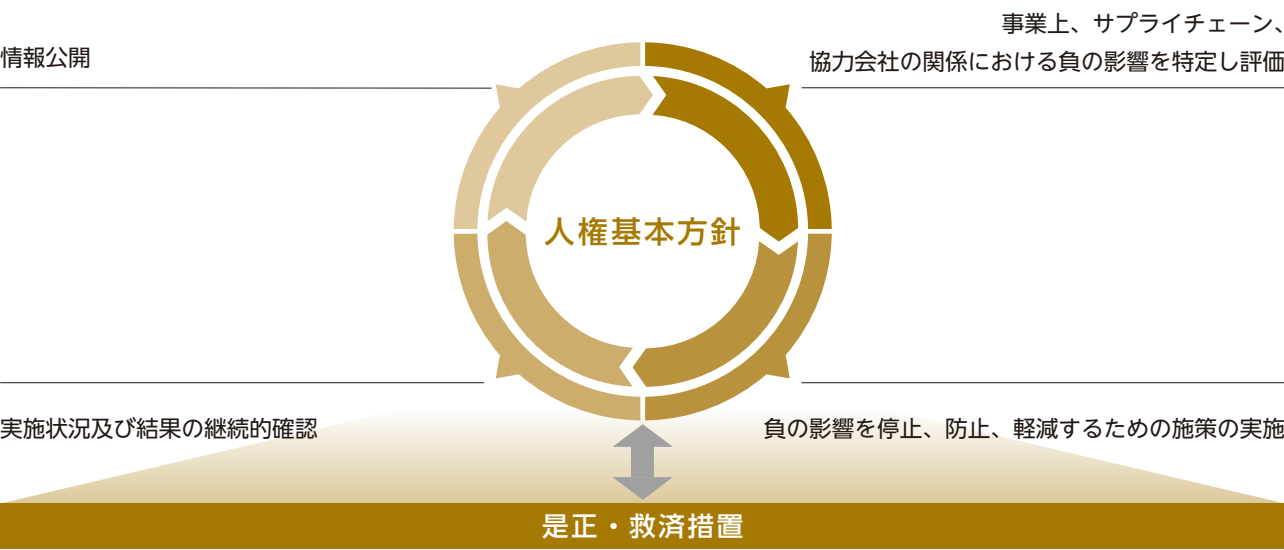 情報公開
事業上、サプライチェーン、
協力会社の関係における負の影響を特定し評価
人権基本方針
実施状況及び結果の継続的確認
負の影響を停止、防止、軽減するための施策の実施
是正・救済措置